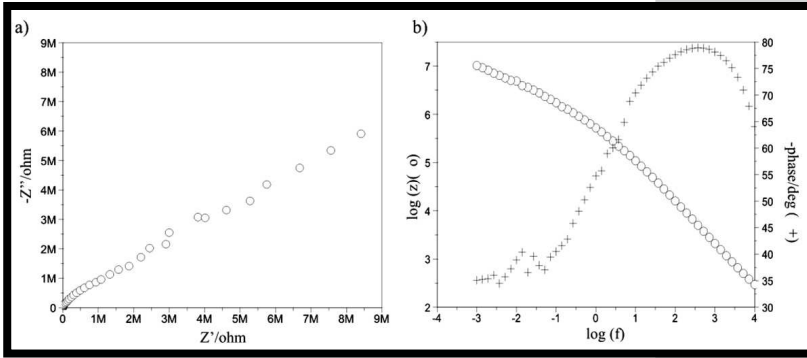 a)
9M
8M
7M
6M
5M
4M
3M
2M
1M
0
-Z''/ohm
0 1M 2M 3M 4M 5M 6M 7M 8M 9M
Z'/ohm
b)
7
6
5
4
3
2
log (z)( o)
80
75
70
65
60
55
50
45
40
35
30
-phase/deg ( +)
-4 -3 -2 -1 0 1 2 3 4
log (f)